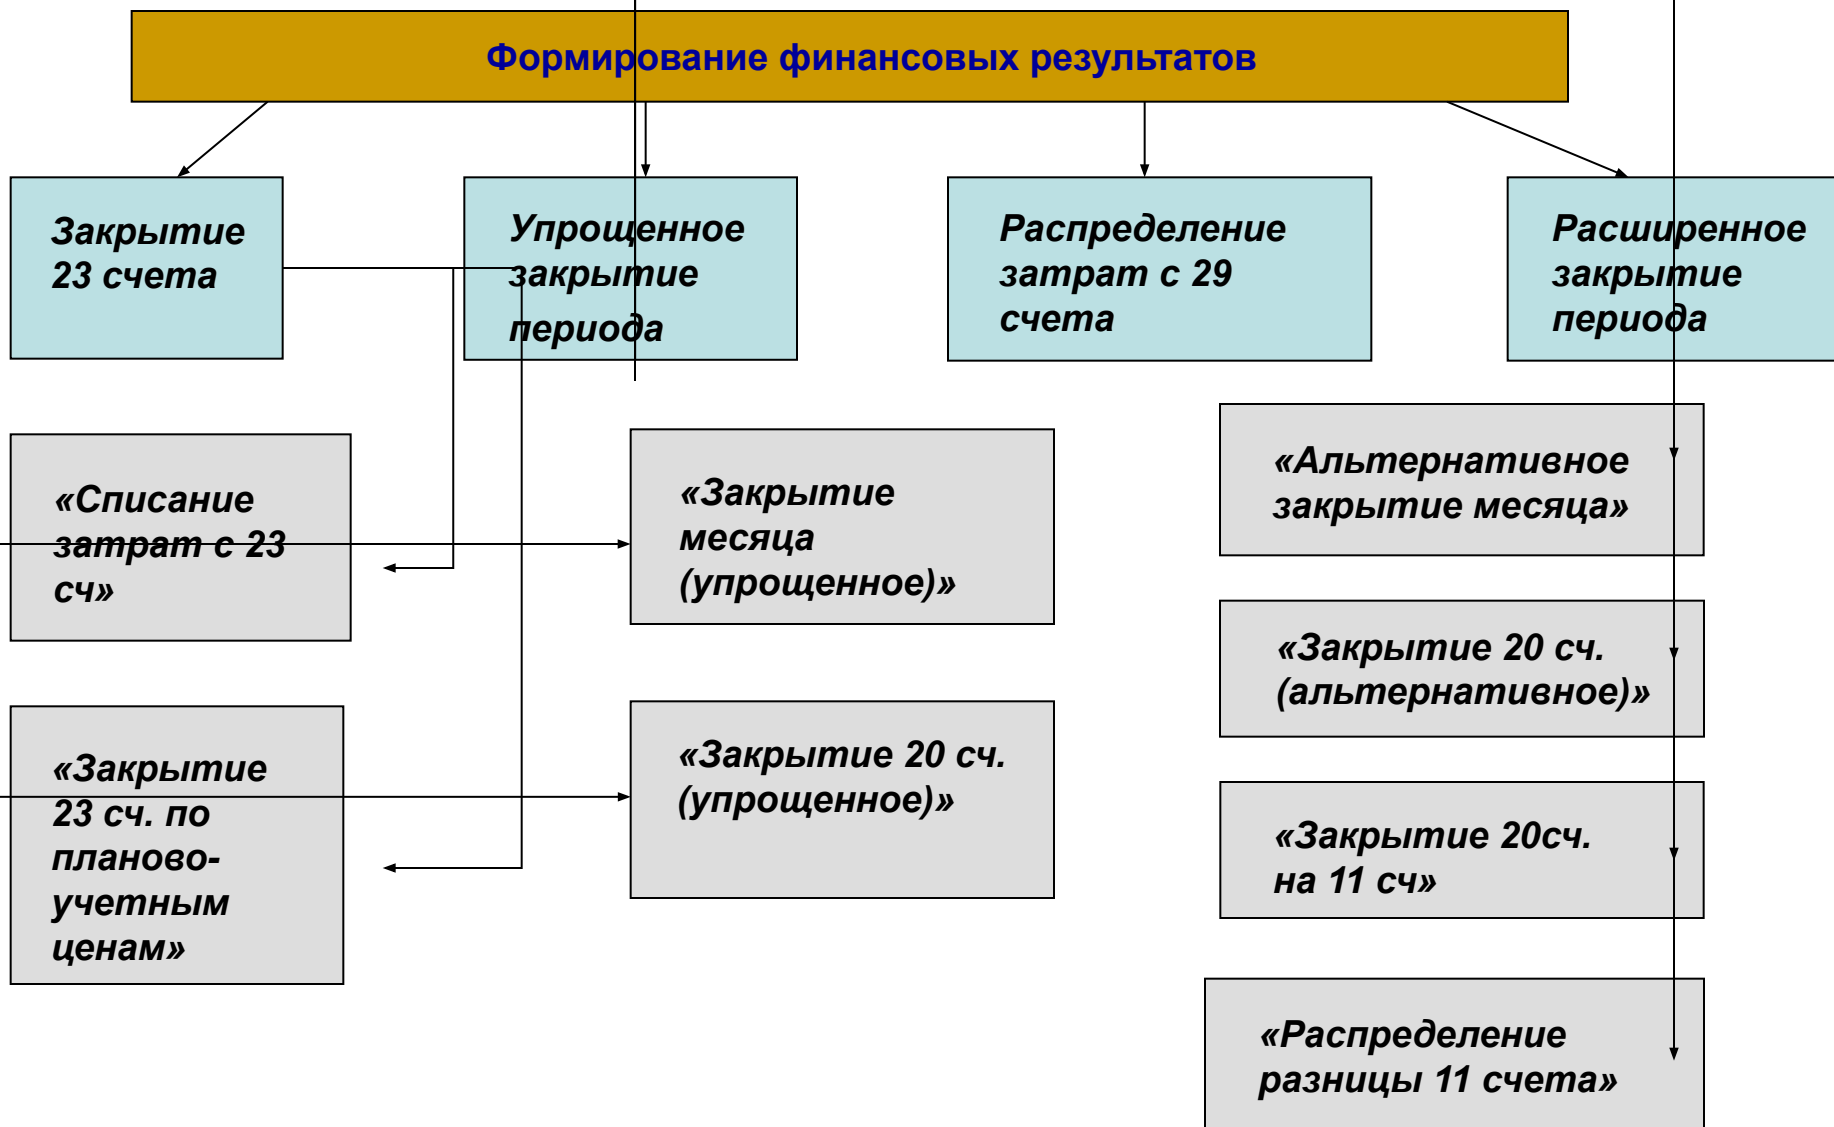 Формирование финансовых результатов
Закрытие
23 счета
Упрощенное
закрытие
периода
Распределение
затрат с 29
счета
Расширенное
закрытие
периода
«Списание
затрат с 23
сч»
«Закрытие
месяца
(упрощенное)»
«Альтернативное
закрытие месяца»
«Закрытие 20 сч.
(альтернативное)»
«Закрытие
23 сч. по
планово-
учетным
ценам»
«Закрытие 20 сч.
(упрощенное)»
«Закрытие 20сч.
на 11 сч»
«Распределение
разницы 11 счета»